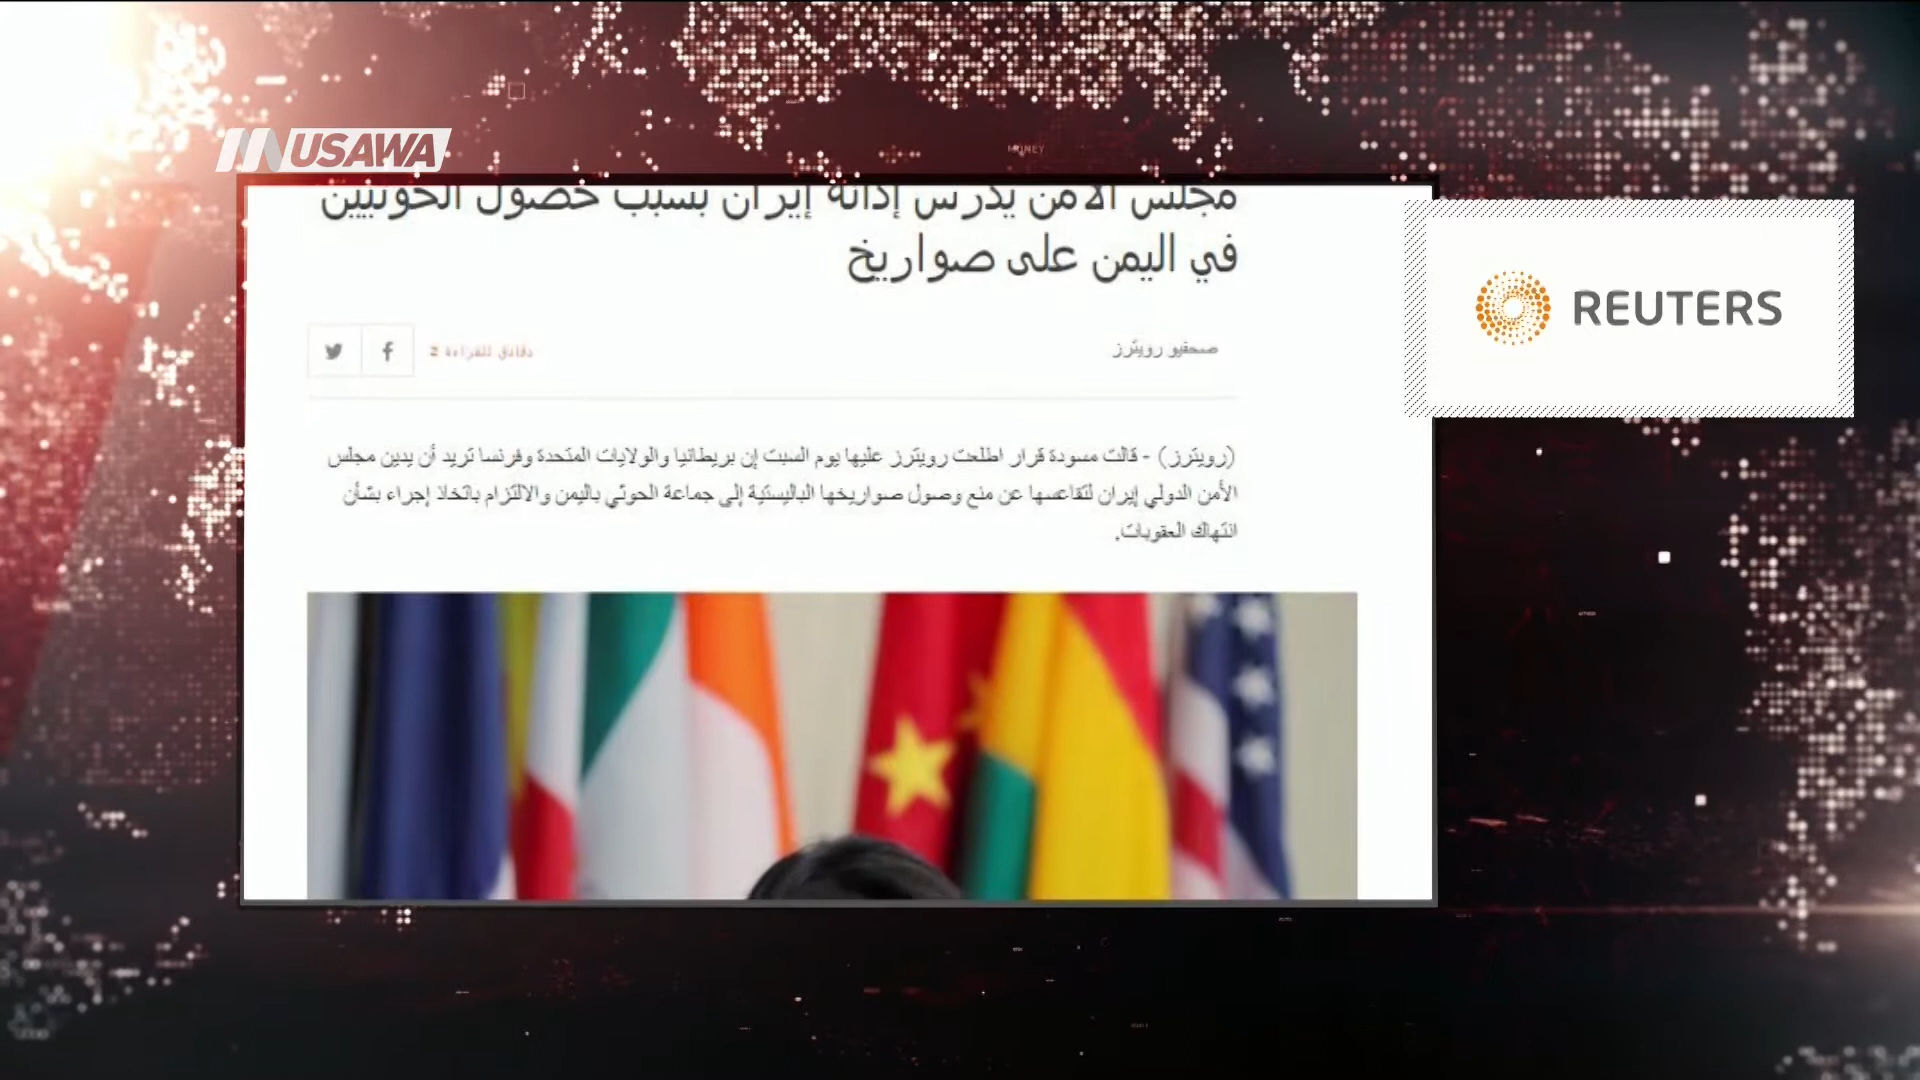 MUSAWA
مجلس الأمن يدرس إدانة إيران بسبب حصول الحوثيين
في اليمن على صواريخ
REUTERS
صحفيو رويترز
2 دقائق للقراءة
(رويترز) - قالت مسودة قرار اطلعت رويترز عليها يوم السبت إن بريطانيا والولايات المتحدة وفرنسا تريد أن يدين مجلس
الأمن الدولي إيران لتقاعسها عن منع وصول صواريخها الباليستية إلى جماعة الحوثي باليمن والالتزام باتخاذ إجراء بشأن
انتهاك العقوبات.
MONEY